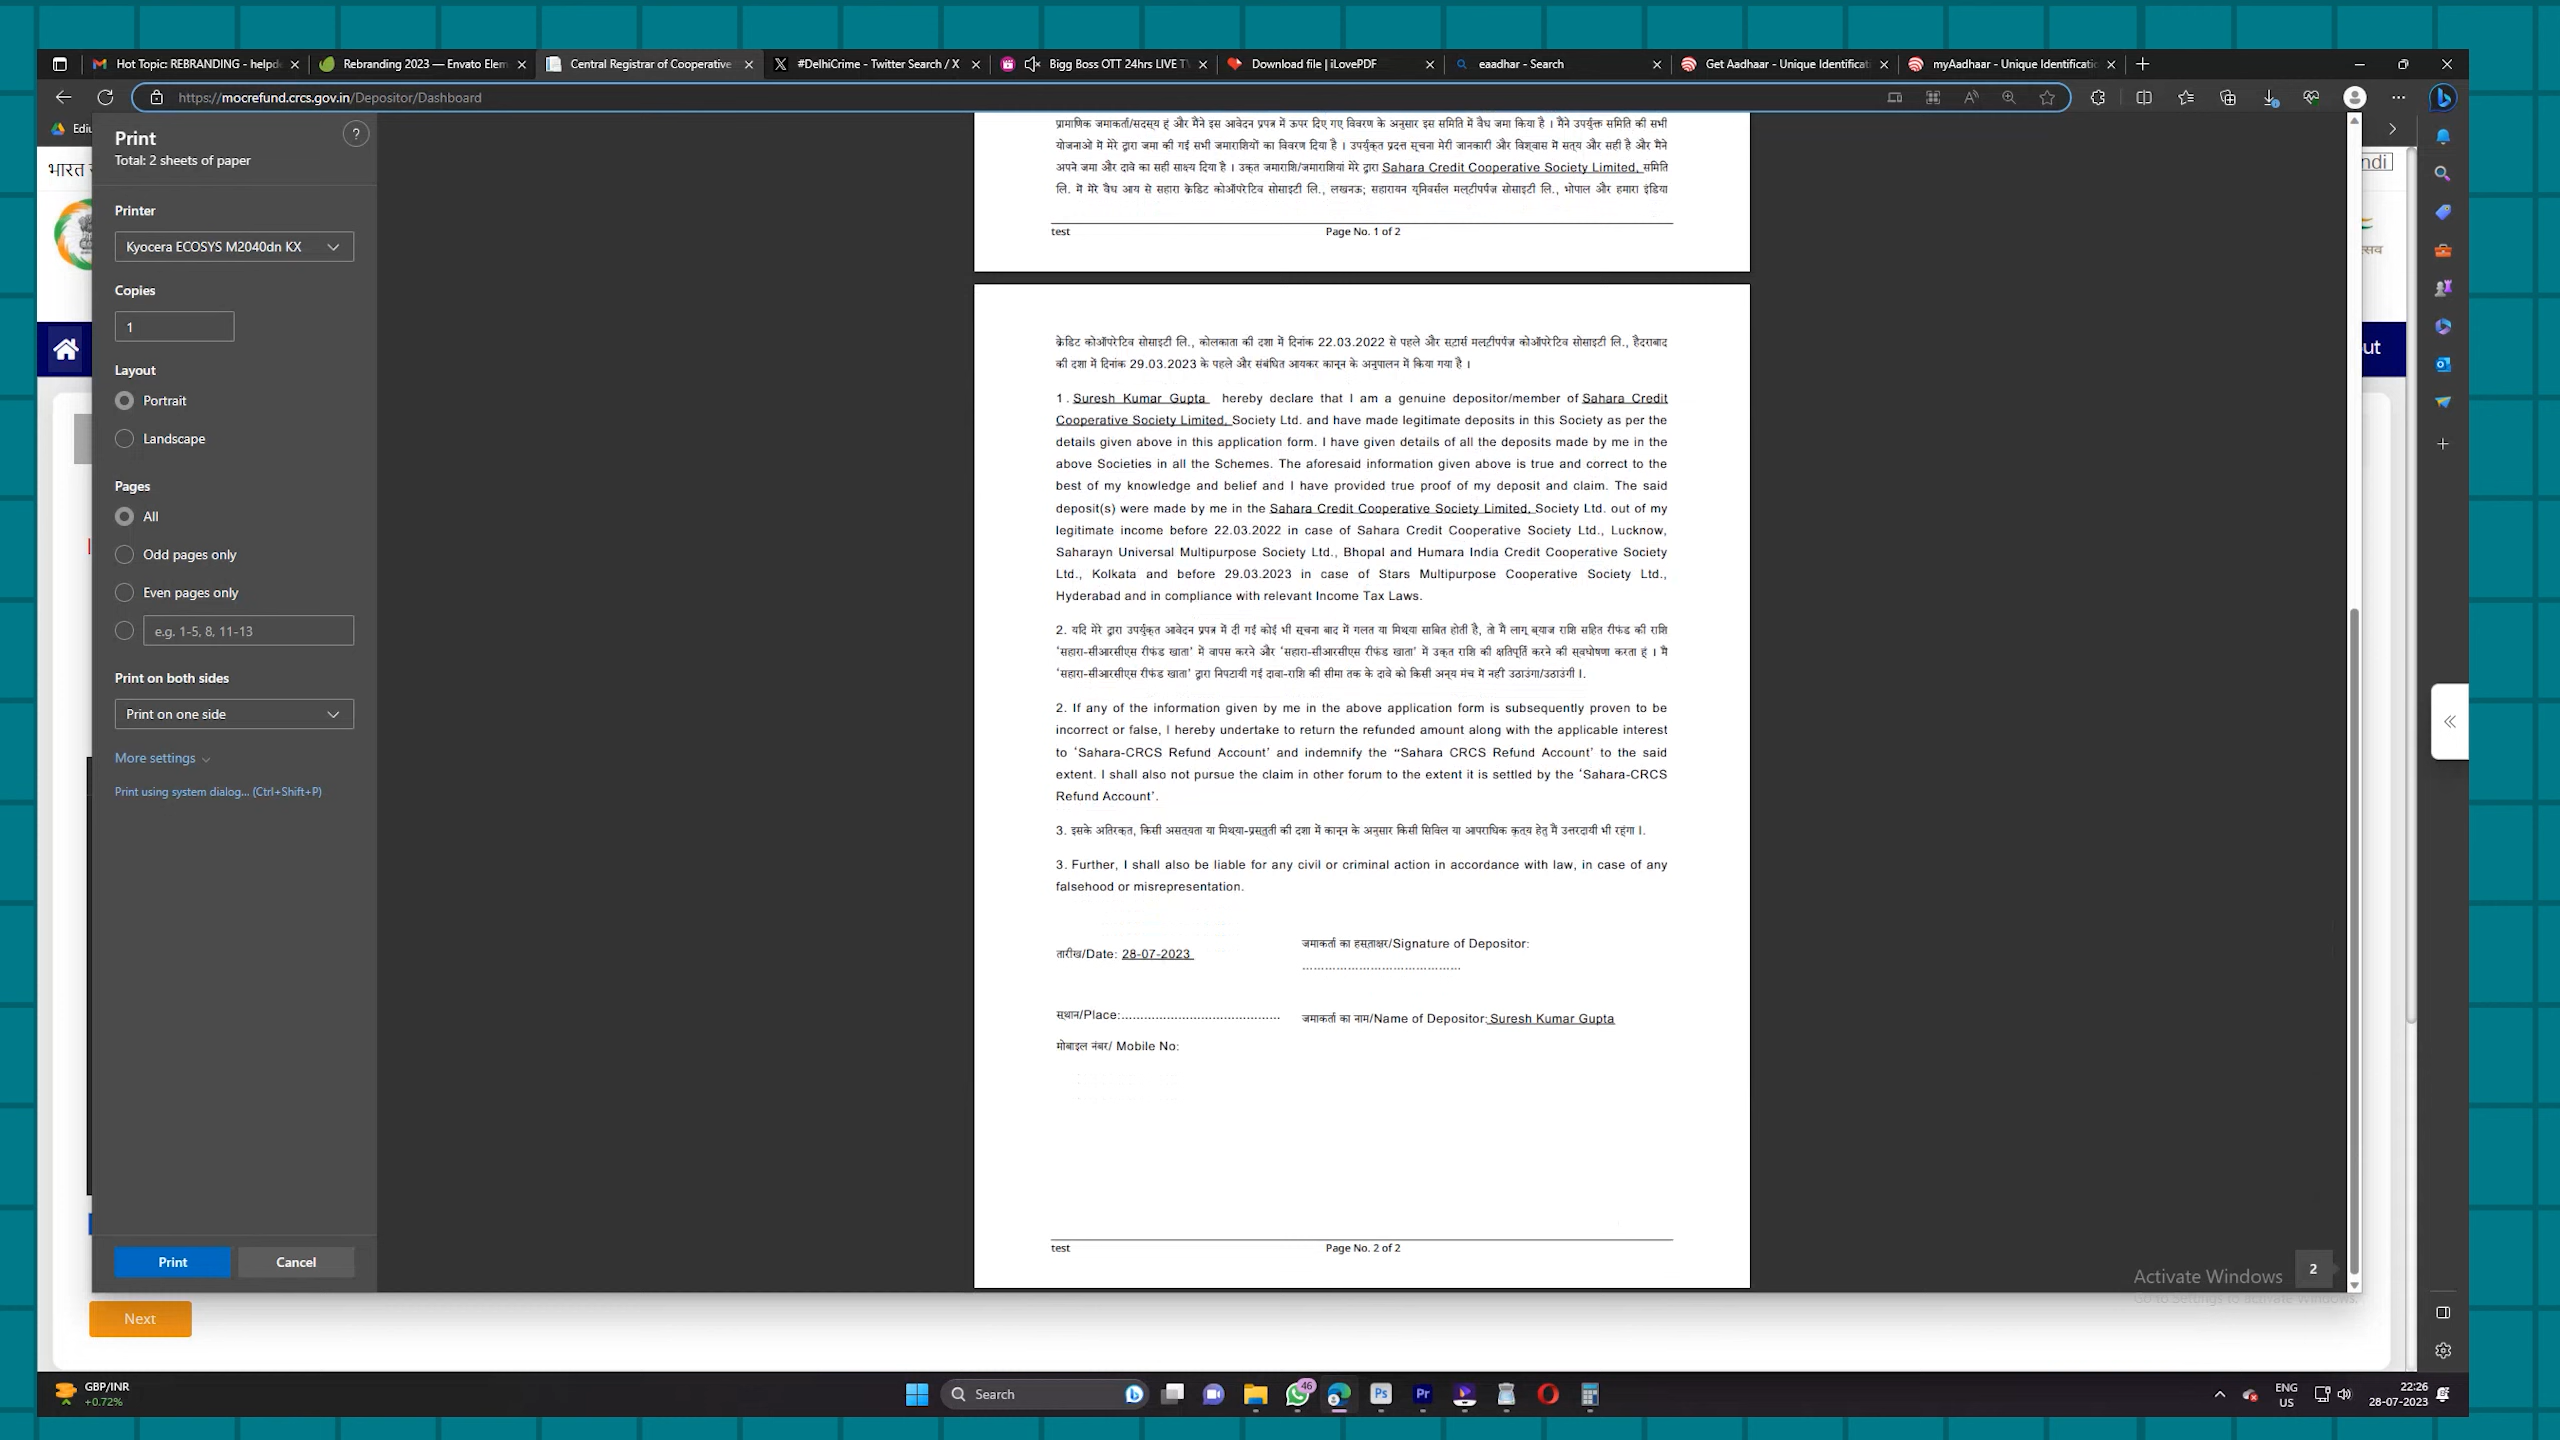 Hot Topic: REBRANDING - helpd
Rebranding 2023 — Envato Elem
Central Registrar of Cooperative
#DelhiCrime - Twitter Search / X
Bigg Boss OTT 24hrs LIVE T
Download file | iLovePDF
eaadhar - Search
Get Aadhaar - Unique Identificati
myAadhaar - Unique Identificatic
https://mocrefund.crcs.gov.in/Depositor/Dashboard
Edu
Print
Total: 2 sheets of paper
Printer
Kyocera ECOSYS M2040dn KX
Copies
1
Layout
Portrait
Landscape
Pages
All
Odd pages only
Even pages only
e.g. 1-5, 8, 11-13
Print on both sides
Print on one side
More settings
Print using system dialog... (Ctrl+Shift+P)
Print
Cancel
Next
भारत
ndi
सव
ut
प्रामाणिक जमाकर्ता/सदस्य हूं और मैंने इस आवेदन प्रपत्र में ऊपर दिए गए विवरण के अनुसार इस समिति में वैध जमा किया है । मैंने उपर्युक्त समिति की सभी
योजनाओं में मेरे द्वारा जमा की गई सभी जमाराशियों का विवरण दिया है । उपर्युक्त प्रदत्त सूचना मेरी जानकारी और विश्वास में सत्य और सही है और मैंने
अपने जमा और दावे का सही साक्ष्य दिया है । उक्त जमाराशि/जमाराशियां मेरे द्वारा Sahara Credit Cooperative Society Limited, समिति
लि. में मेरे वैध आय से सहारा क्रेडिट कोऑपरेटिव सोसाइटी लि., लखनऊ; सहारायन यूनिवर्सल मल्टीपर्पज सोसाइटी लि., भोपाल और हमारा इंडिया
test
Page No. 1 of 2
क्रेडिट कोऑपरेटिव सोसाइटी लि., कोलकाता की दशा में दिनांक 22.03.2022 से पहले और सटार्स मल्टीपर्पज कोऑपरेटिव सोसाइटी लि., हैदराबाद
की दशा में दिनांक 29.03.2023 के पहले और संबंधित आयकर कानून के अनुपालन में किया गया है ।
1. Suresh Kumar Gupta hereby declare that I am a genuine depositor/member of Sahara Credit
Cooperative Society Limited, Society Ltd. and have made legitimate deposits in this Society as per the
details given above in this application form. I have given details of all the deposits made by me in the
above Societies in all the Schemes. The aforesaid information given above is true and correct to the
best of my knowledge and belief and I have provided true proof of my deposit and claim. The said
deposit(s) were made by me in the Sahara Credit Cooperative Society Limited, Society Ltd. out of my
legitimate income before 22.03.2022 in case of Sahara Credit Cooperative Society Ltd., Lucknow,
Saharayn Universal Multipurpose Society Ltd., Bhopal and Humara India Credit Cooperative Society
Ltd., Kolkata and before 29.03.2023 in case of Stars Multipurpose Cooperative Society Ltd.,
Hyderabad and in compliance with relevant Income Tax Laws.
2. यदि मेरे द्वारा उपर्युक्त आवेदन प्रपत्र में दी गई कोई भी सूचना बाद में गलत या मिथ्या साबित होती है, तो मैं लागू ब्याज राशि सहित रीफंड की राशि
‘सहारा-सीआरसीएस रीफंड खाता’ में वापस करने और ‘सहारा-सीआरसीएस रीफंड खाता’ में उक्त राशि की क्षतिपूर्ति करने की स्वघोषणा करता हूं । मैं
‘सहारा-सीआरसीएस रीफंड खाता’ द्वारा निपटायी गई दावा-राशि की सीमा तक के दावे को किसी अन्य मंच में नहीं उठाउंगा/उठाउंगी ।.
2. If any of the information given by me in the above application form is subsequently proven to be
incorrect or false, I hereby undertake to return the refunded amount along with the applicable interest
to ‘Sahara-CRCS Refund Account’ and indemnify the “Sahara CRCS Refund Account’ to the said
extent. I shall also not pursue the claim in other forum to the extent it is settled by the ‘Sahara-CRCS
Refund Account’.
3. इसके अतिरक्त, किसी असत्यता या मिथ्या-प्रस्तुती की दशा में कानून के अनुसार किसी सिविल या आपराधिक कृत्य हेतु मैं उत्तरदायी भी रहूंगा ।.
3. Further, I shall also be liable for any civil or criminal action in accordance with law, in case of any
falsehood or misrepresentation.
तारीख/Date: 28-07-2023
जमाकर्ता का हस्ताक्षर/Signature of Depositor:
..........................................
स्थान/Place:..........................................
जमाकर्ता का नाम/Name of Depositor: Suresh Kumar Gupta
मोबाइल नंबर/ Mobile No:
test
Page No. 2 of 2
2
Activate Windows
Go to Settings to activate Windows.
GBP/INR
+0.72%
Search
46
Ps
Pr
ENG
US
22:26
28-07-2023